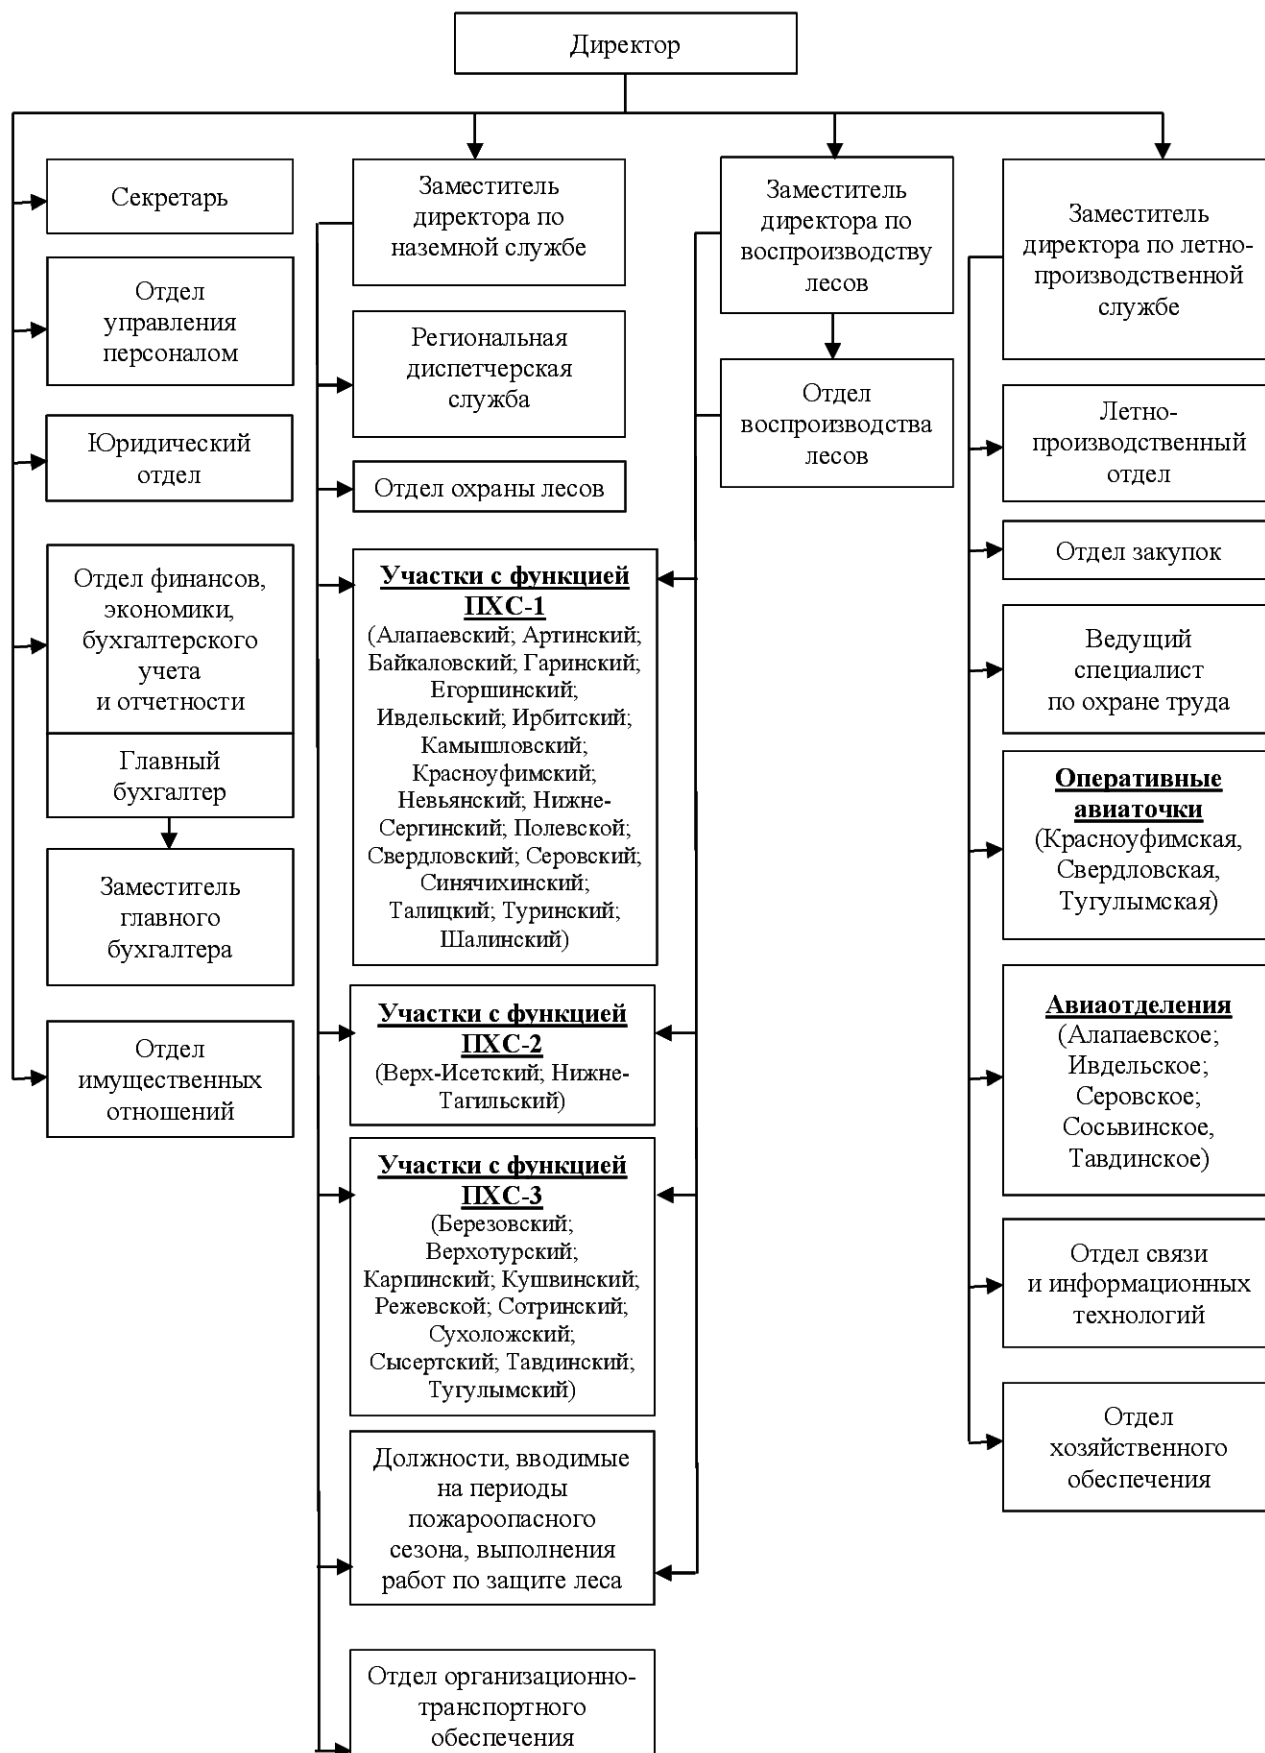 Директор
Секретарь
Отдел
управления
персоналом
Юридический
отдел
Отдел финансов,
экономики,
бухгалтерского
учета
и отчетности
Главный
бухгалтер
Заместитель
главного
бухгалтера
Отдел
имущественных
отношений
Заместитель
директора по
наземной службе
Региональная
диспетчерская
служба
Отдел охраны лесов
Участки с функцией
ПХС-1
(Алапаевский; Артинский;
Байкаловский; Гаринский;
Егоршинский;
Ивдельский; Ирбитский;
Камышловский;
Красноуфимский;
Невьянский; Нижне-
Сергинский; Полевской;
Свердловский; Серовский;
Синячихинский;
Талицкий; Туринский;
Шалинский)
Участки с функцией
ПХС-2
(Верх-Исетский; Нижне-
Тагильский)
Участки с функцией
ПХС-3
(Березовский;
Верхотурский;
Карпинский; Кушвинский;
Режевской; Сотринский;
Сухоложский;
Сысертский; Тавдинский;
Тугулымский)
Должности, вводимые
на периоды
пожароопасного
сезона, выполнения
работ по защите леса
Отдел организационно-
транспортного
обеспечения
Заместитель
директора по
воспроизводству
лесов
Отдел
воспроизводства
лесов
Заместитель
директора по летно-
производственной
службе
Летно-
производственный
отдел
Отдел закупок
Ведущий
специалист
по охране труда
Оперативные
авиаточки
(Красноуфимская,
Свердловская,
Тугулымская)
Авиаотделения
(Алапаевское;
Ивдельское;
Серовское;
Сосьвинское,
Тавдинское)
Отдел связи
и информационных
технологий
Отдел
хозяйственного
обеспечения